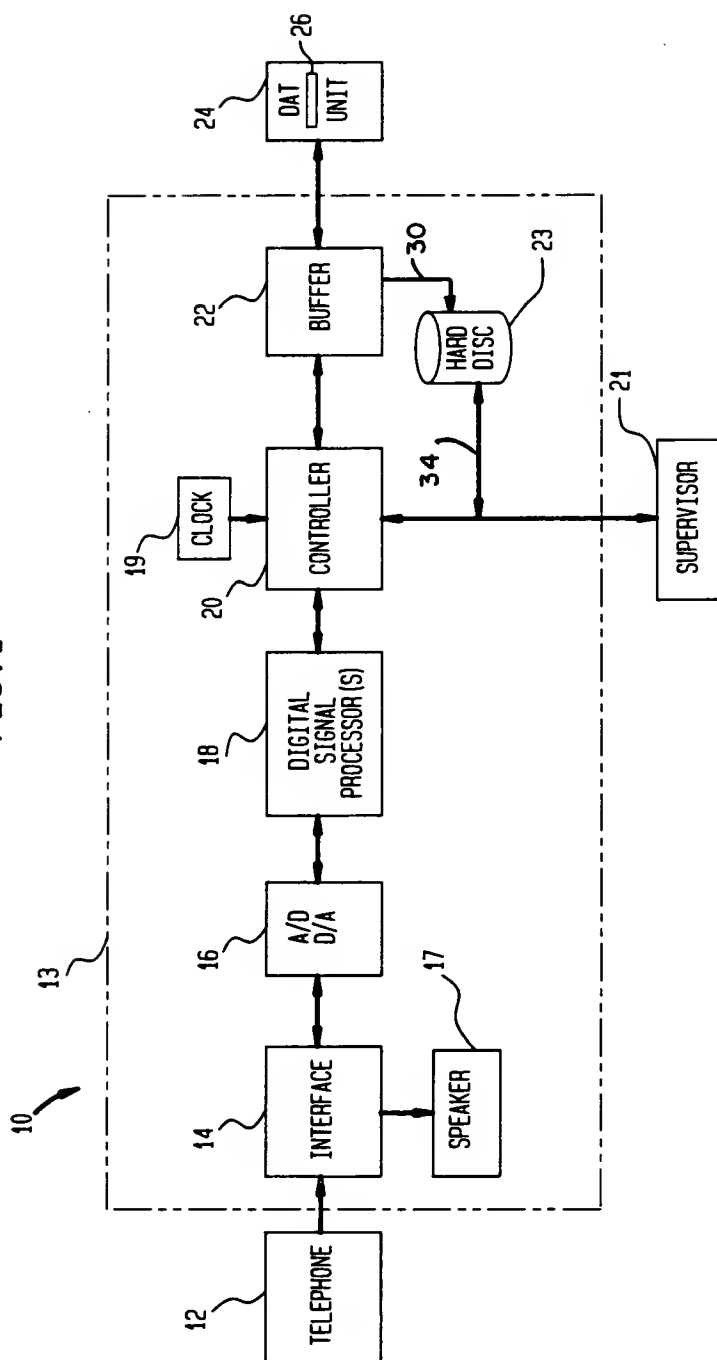 10
13
12
TELEPHONE
14
INTERFACE
16
A/D
D/A
17
SPEAKER
18
DIGITAL
SIGNAL
PROCESSOR(S)
19
CLOCK
20
CONTROLLER
22
BUFFER
24
26
DAT
UNIT
30
34
HARD
DISC
23
21
SUPERVISOR